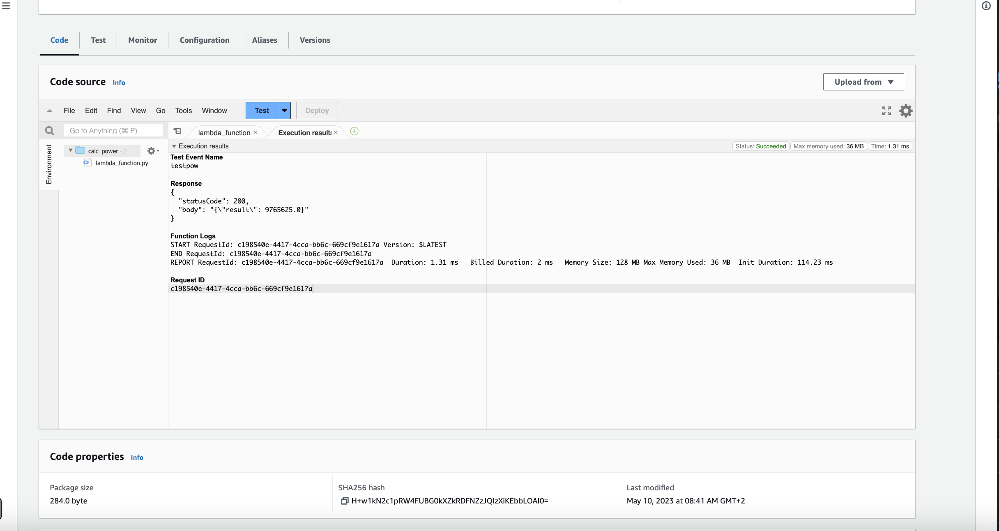 Code Test Monitor Configuration Aliases Versions
Code source Info
Upload from
File Edit Find View Go Tools Window Test Deploy
Go to Anything (⌘ P)
lambda_function. Execution results
Environment
calc_power - /
lambda_function.py
Execution results
Status: Succeeded Max memory used: 36 MB Time: 1.31 ms
Test Event Name
testpow
Response
{
"statusCode": 200,
"body": "{\"result\": 9765625.0}"
}
Function Logs
START RequestId: c198540e-4417-4cca-bb6c-669cf9e1617a Version: $LATEST
END RequestId: c198540e-4417-4cca-bb6c-669cf9e1617a
REPORT RequestId: c198540e-4417-4cca-bb6c-669cf9e1617a Duration: 1.31 ms Billed Duration: 2 ms Memory Size: 128 MB Max Memory Used: 36 MB Init Duration: 114.23 ms
Request ID
c198540e-4417-4cca-bb6c-669cf9e1617a
Code properties Info
Package size
284.0 byte
SHA256 hash
H+w1kN2c1pRW4FUBG0kXZkRDFNZzJQIzXiKEbbLOAI0=
Last modified
May 10, 2023 at 08:41 AM GMT+2